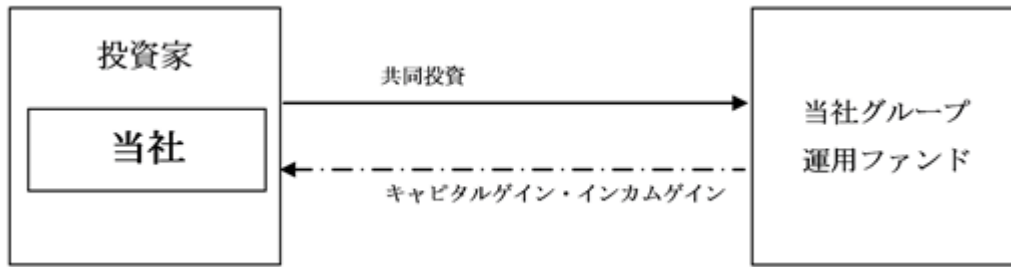 投資家
当社
共同投資
キャピタルゲイン・インカムゲイン
当社グループ
運用ファンド